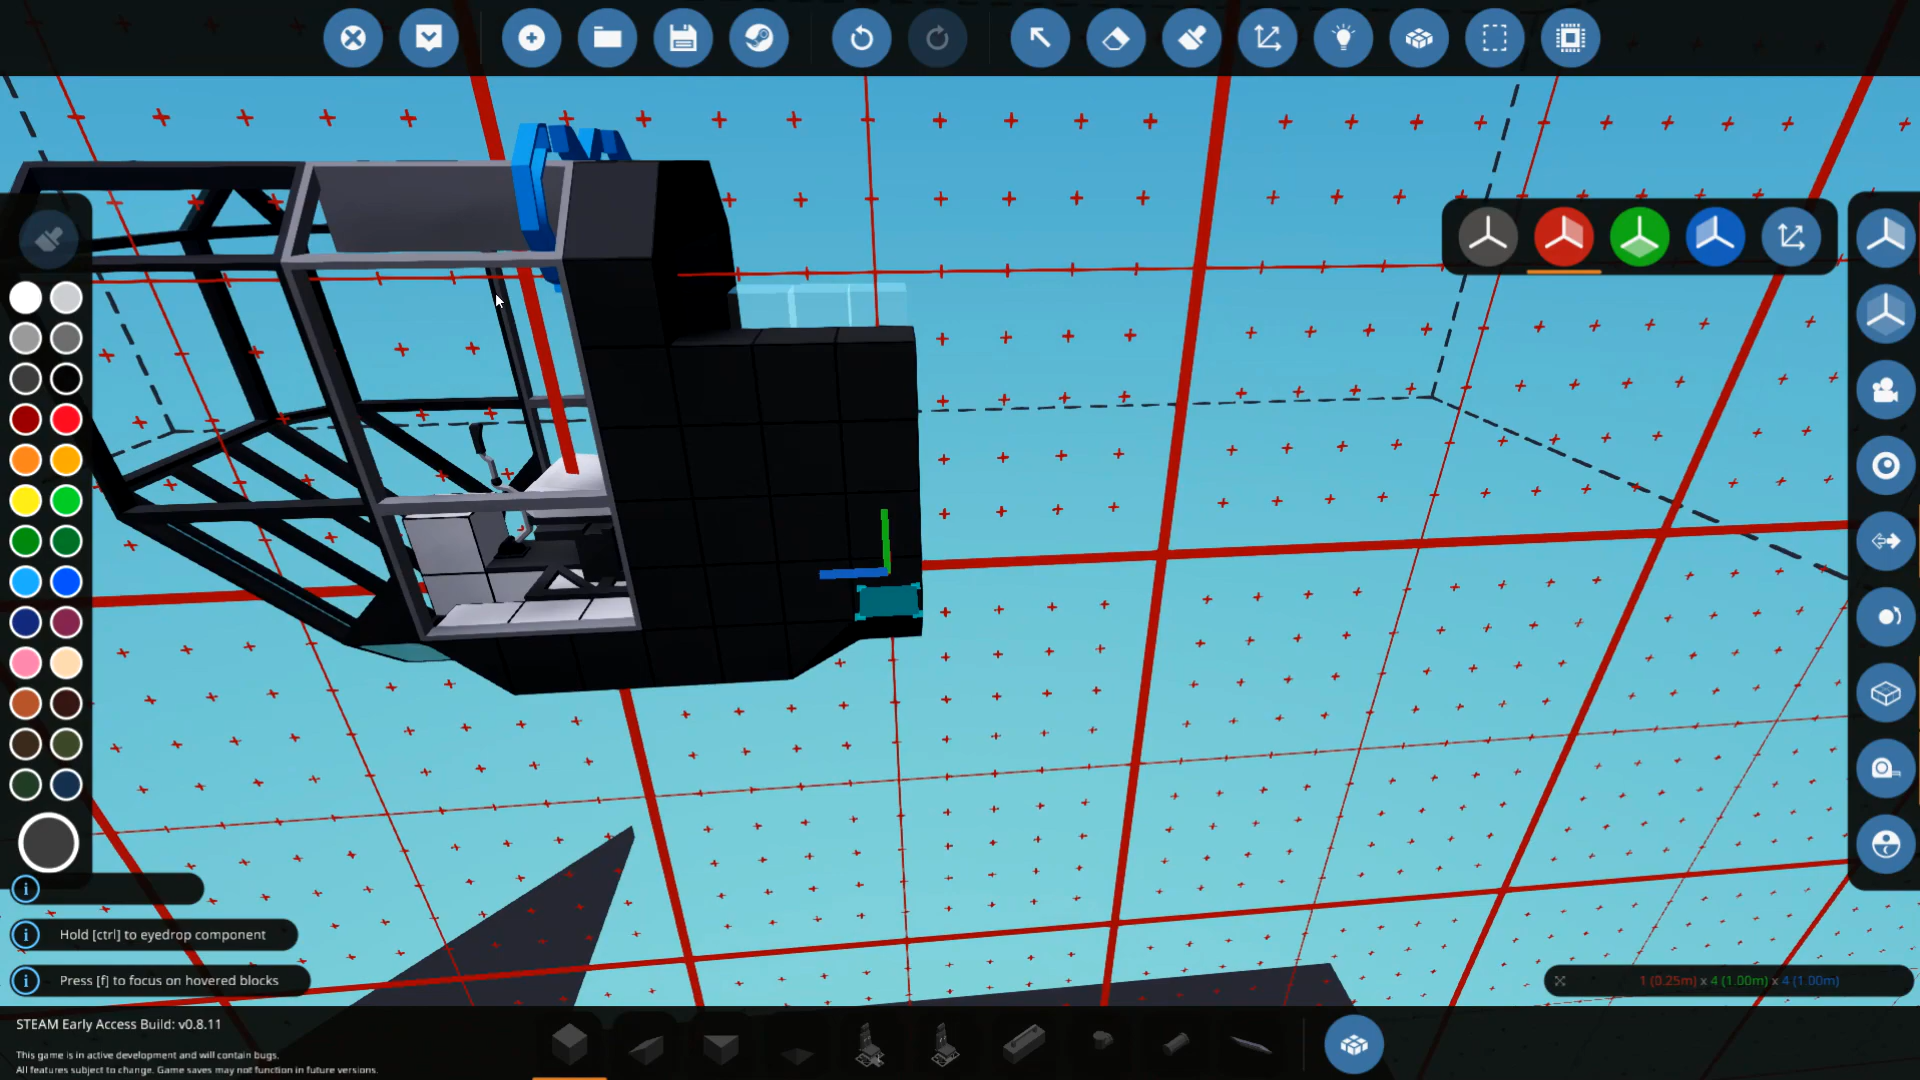 Hold [ctrl] to eyedrop component
Press [f] to focus on hovered blocks
1 (0.25m) x 4 (1.00m) x 4 (1.00m)
STEAM Early Access Build: v0.8.11
This game is in active development and will contain bugs.
All features subject to change. Game saves may not function in future versions.